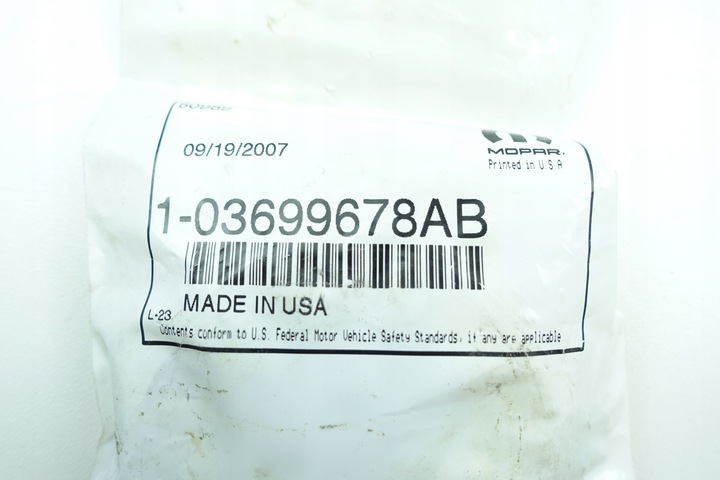 09/19/2007
MOPAR.
Printed in U.S.A
1-03699678AB
MADE IN USA
L-23
Contents conform to U.S. Federal Motor Vehicle Safety Standards, if any are applicable